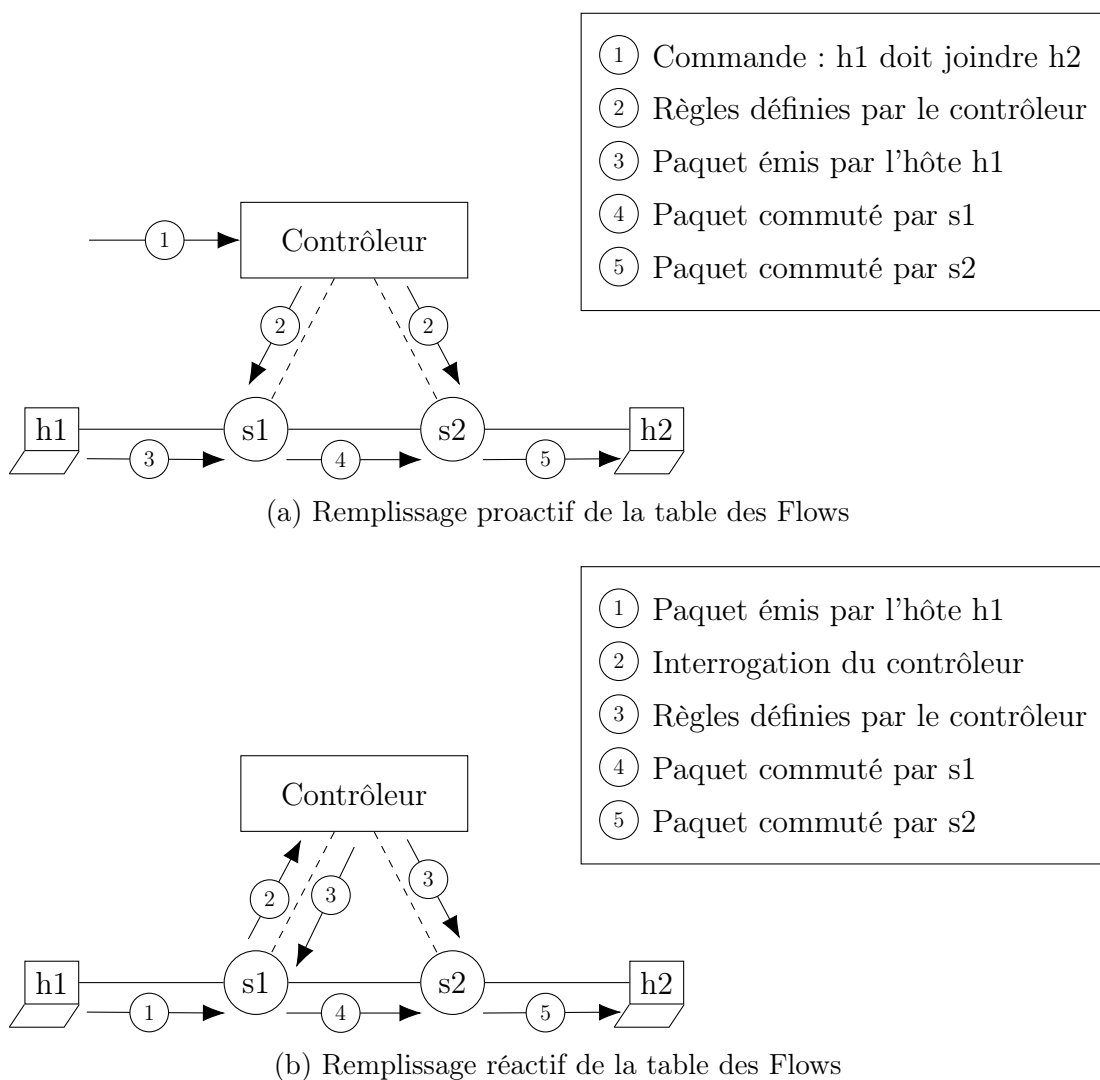 1 Commande : h1 doit joindre h2
2 Règles définies par le contrôleur
3 Paquet émis par l'hôte h1
4 Paquet commuté par s1
5 Paquet commuté par s2
Contrôleur
1
2
2
h1
s1
s2
h2
3
4
5
(a) Remplissage proactif de la table des Flows
1 Paquet émis par l'hôte h1
2 Interrogation du contrôleur
3 Règles définies par le contrôleur
4 Paquet commuté par s1
5 Paquet commuté par s2
Contrôleur
2
3
3
h1
s1
s2
h2
1
4
5
(b) Remplissage réactif de la table des Flows